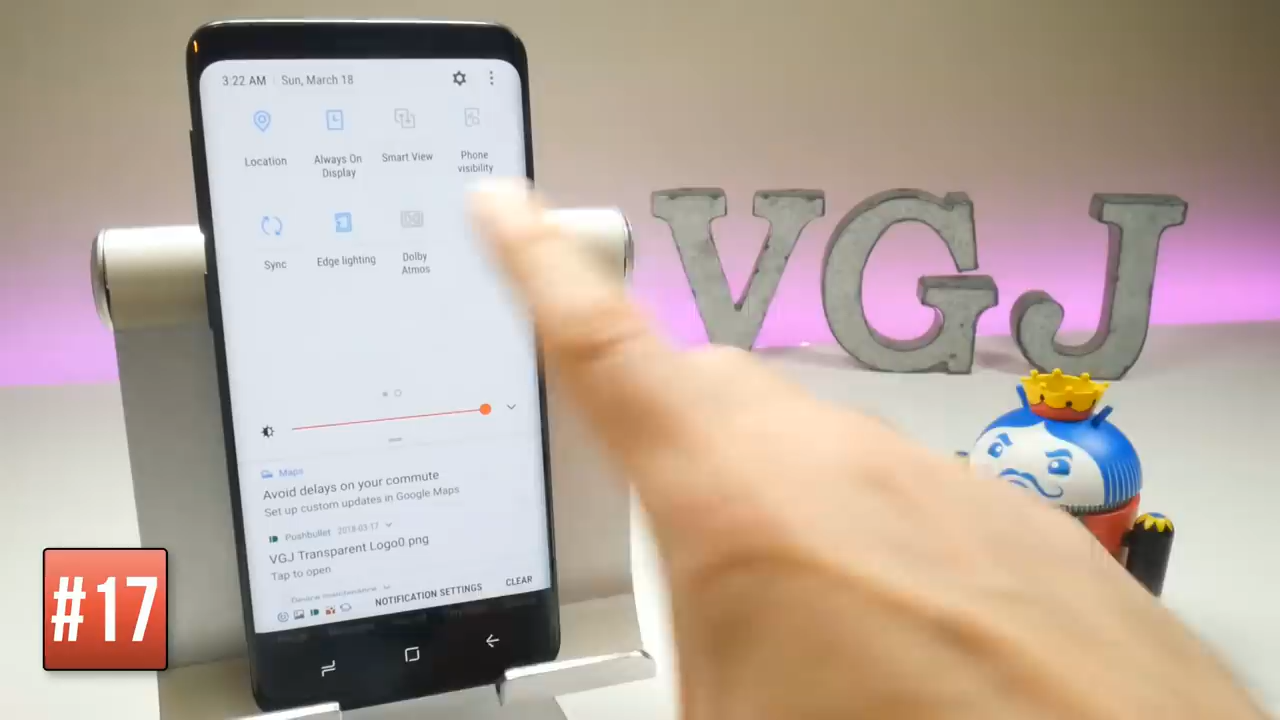 3:22 AM Sun, March 18
Location
Always On
Display
Smart View
Phone
visibility
Sync
Edge lighting
Dolby
Atmos
Maps
Avoid delays on your commute
Set up custom updates in Google Maps
Pushbullet 2018-03-17
VGJ Transparent Logo0.png
Tap to open
NOTIFICATION SETTINGS
CLEAR
VGJ
#17